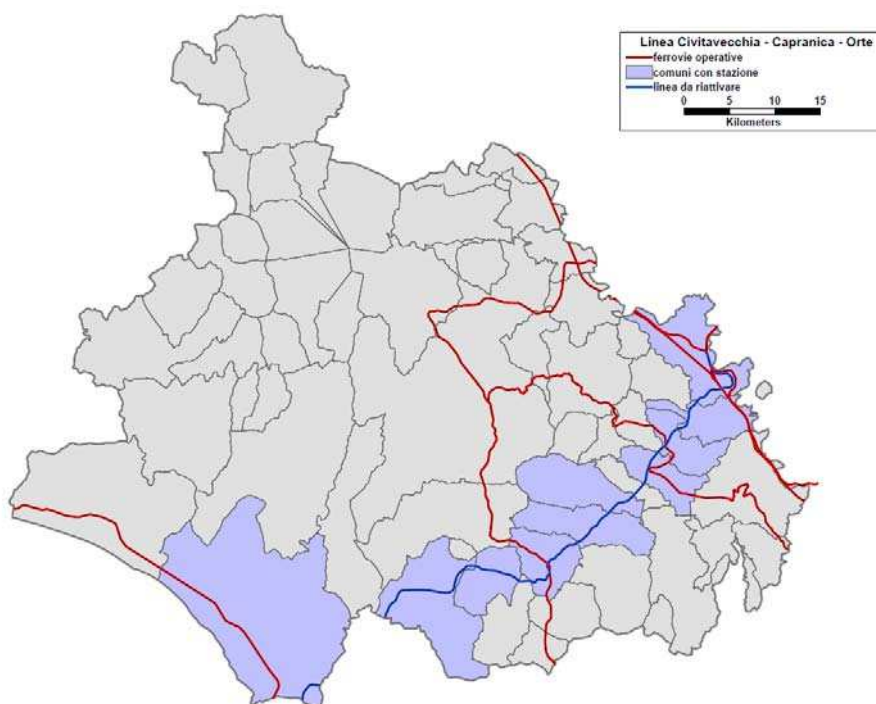 Linea Civitavecchia - Capranica - Orte
ferrovie operative
comuni con stazione
linea da riattivare
0 5 10 15
Kilometers